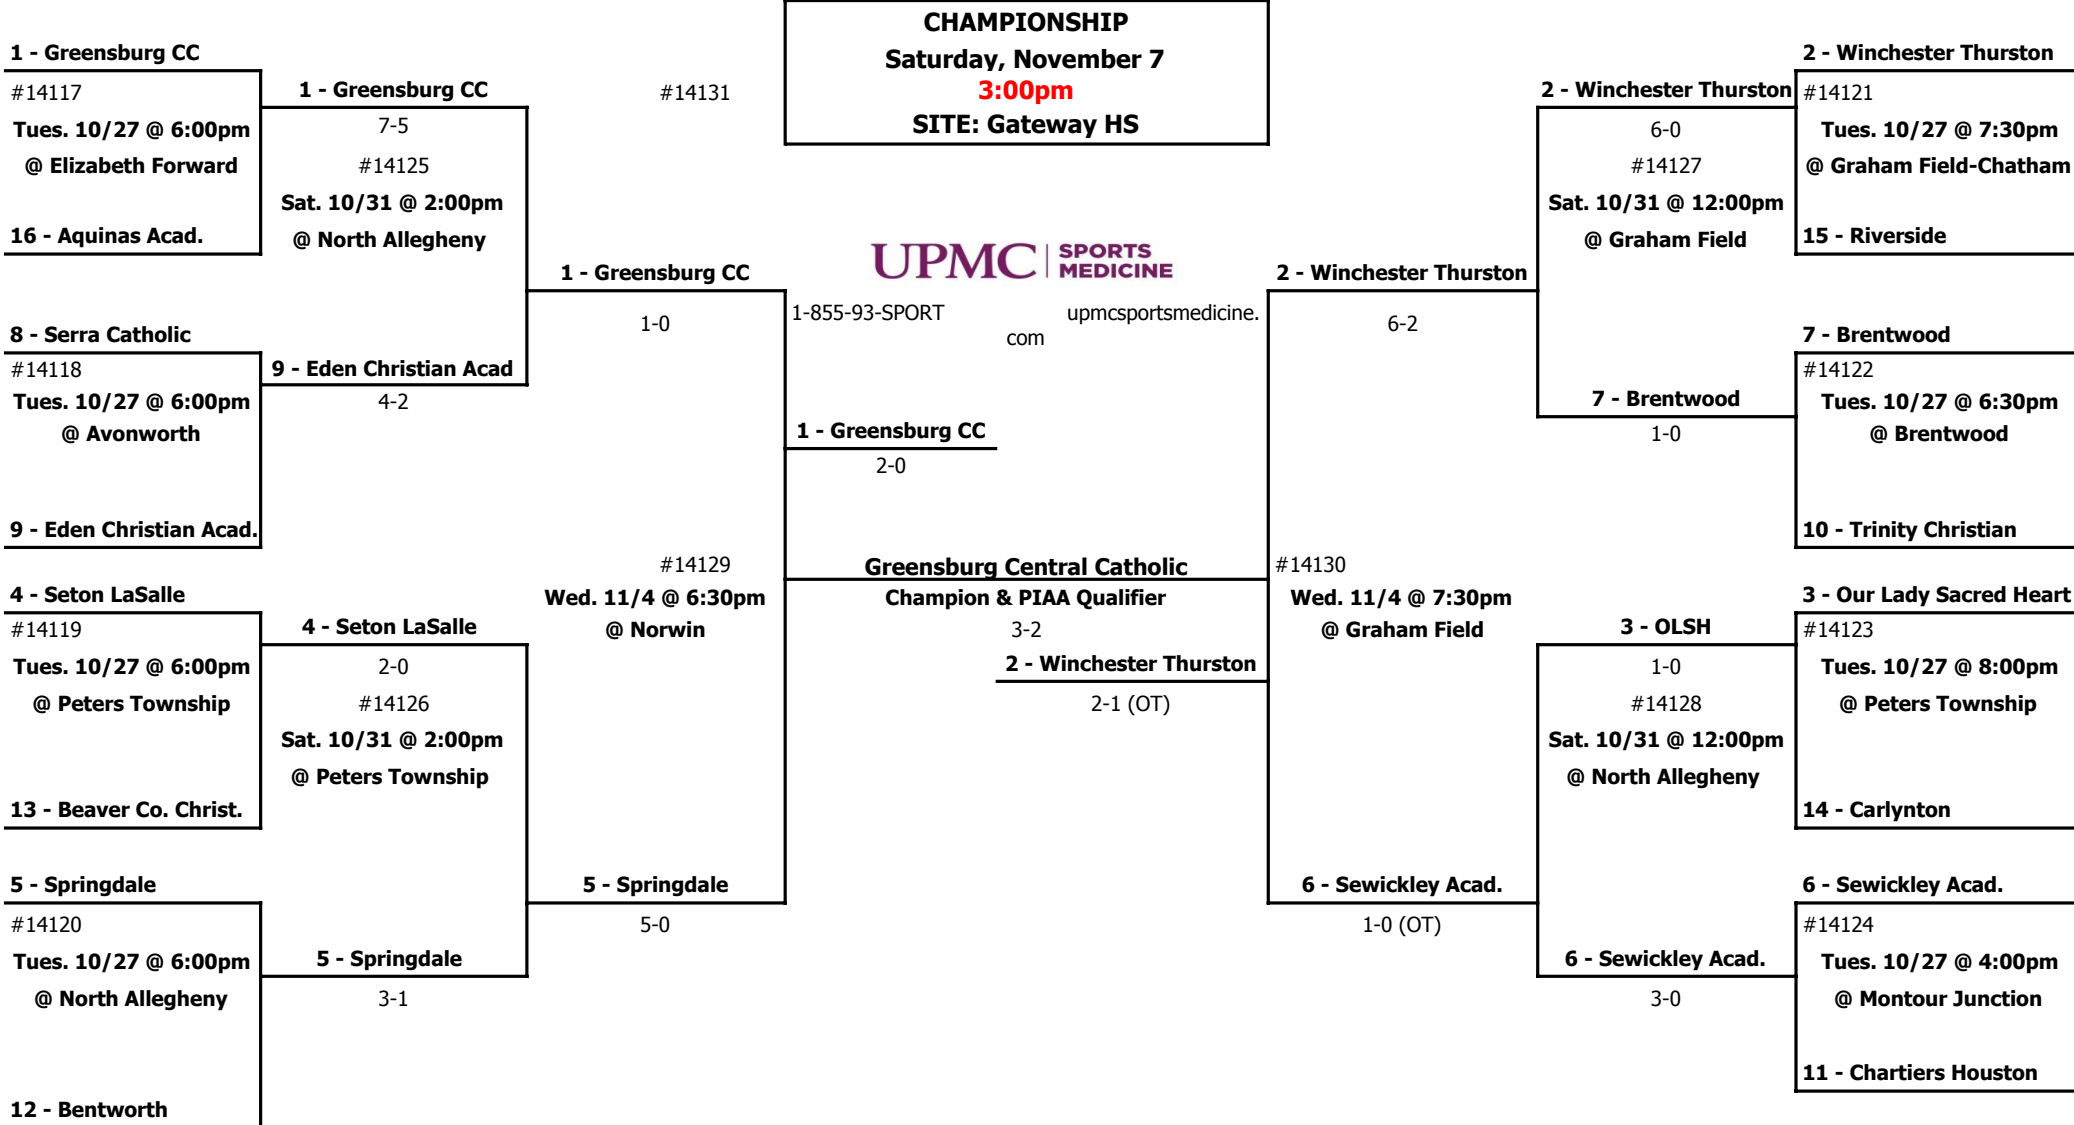 CHAMPIONSHIP
Saturday, November 7
3:00pm
SITE: Gateway HS
#14131
1 - Greensburg CC
#14117
Tues. 10/27 @ 6:00pm
@ Elizabeth Forward
16 - Aquinas Acad.
8 - Serra Catholic
#14118
Tues. 10/27 @ 6:00pm
@ Avonworth
9 - Eden Christian Acad.
4 - Seton LaSalle
#14119
Tues. 10/27 @ 6:00pm
@ Peters Township
13 - Beaver Co. Christ.
5 - Springdale
#14120
Tues. 10/27 @ 6:00pm
@ North Allegheny
12 - Bentworth
1 - Greensburg CC
7-5
#14125
Sat. 10/31 @ 2:00pm
@ North Allegheny
9 - Eden Christian Acad
4-2
4 - Seton LaSalle
2-0
#14126
Sat. 10/31 @ 2:00pm
@ Peters Township
5 - Springdale
3-1
1 - Greensburg CC
1-0
#14129
Wed. 11/4 @ 6:30pm
@ Norwin
5 - Springdale
5-0
UPMC SPORTS
MEDICINE
1-855-93-SPORT upmcsportsmedicine.
com
1 - Greensburg CC
2-0
Greensburg Central Catholic
Champion & PIAA Qualifier
3-2
2 - Winchester Thurston
2-1 (OT)
2 - Winchester Thurston
6-2
#14130
Wed. 11/4 @ 7:30pm
@ Graham Field
6 - Sewickley Acad.
1-0 (OT)
2 - Winchester Thurston
6-0
#14127
Sat. 10/31 @ 12:00pm
@ Graham Field
7 - Brentwood
1-0
3 - OLSH
1-0
#14128
Sat. 10/31 @ 12:00pm
@ North Allegheny
6 - Sewickley Acad.
3-0
2 - Winchester Thurston
#14121
Tues. 10/27 @ 7:30pm
@ Graham Field-Chatham
15 - Riverside
7 - Brentwood
#14122
Tues. 10/27 @ 6:30pm
@ Brentwood
10 - Trinity Christian
3 - Our Lady Sacred Heart
#14123
Tues. 10/27 @ 8:00pm
@ Peters Township
14 - Carlynton
6 - Sewickley Acad.
#14124
Tues. 10/27 @ 4:00pm
@ Montour Junction
11 - Chartiers Houston